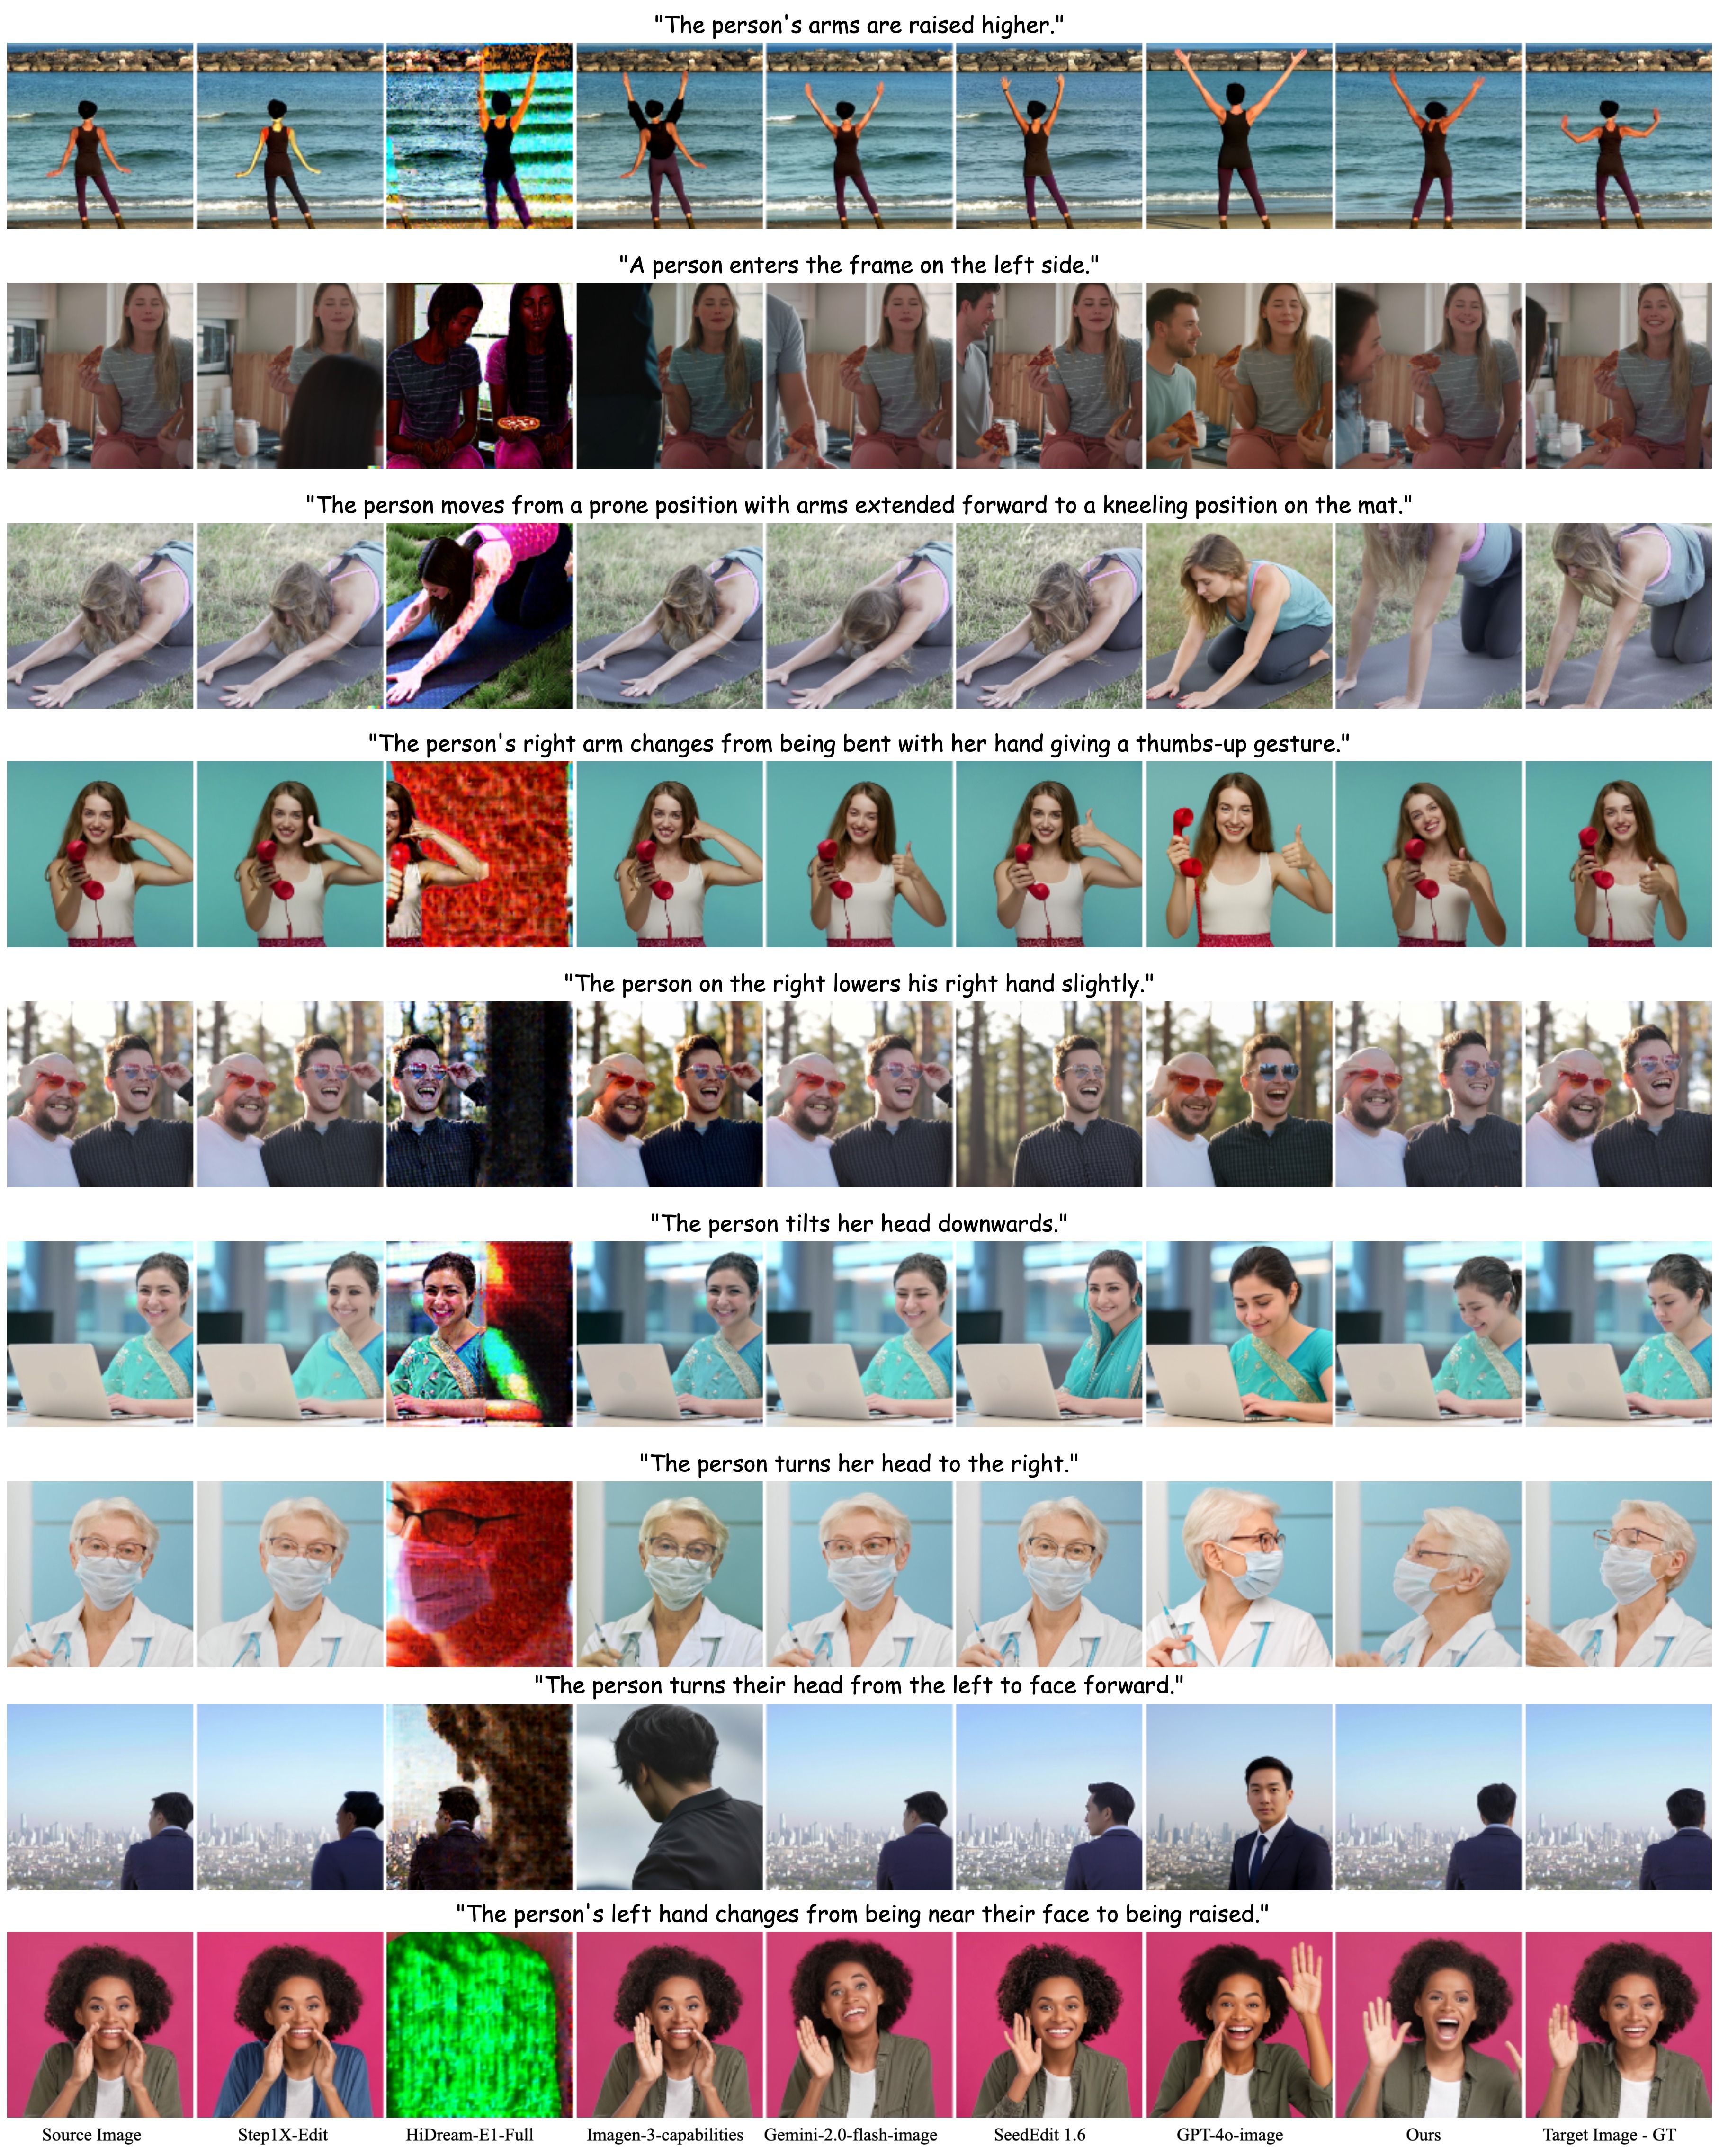 "The person's arms are raised higher."
"A person enters the frame on the left side."
"The person moves from a prone position with arms extended forward to a kneeling position on the mat."
"The person's right arm changes from being bent with her hand giving a thumbs-up gesture."
"The person on the right lowers his right hand slightly."
"The person tilts her head downwards."
"The person turns her head to the right."
"The person turns their head from the left to face forward."
"The person's left hand changes from being near their face to being raised."
Source Image Step1X-Edit HiDream-E1-Full Imagen-3-capabilities Gemini-2.0-flash-image SeedEdit 1.6 GPT-4o-image Ours Target Image - GT